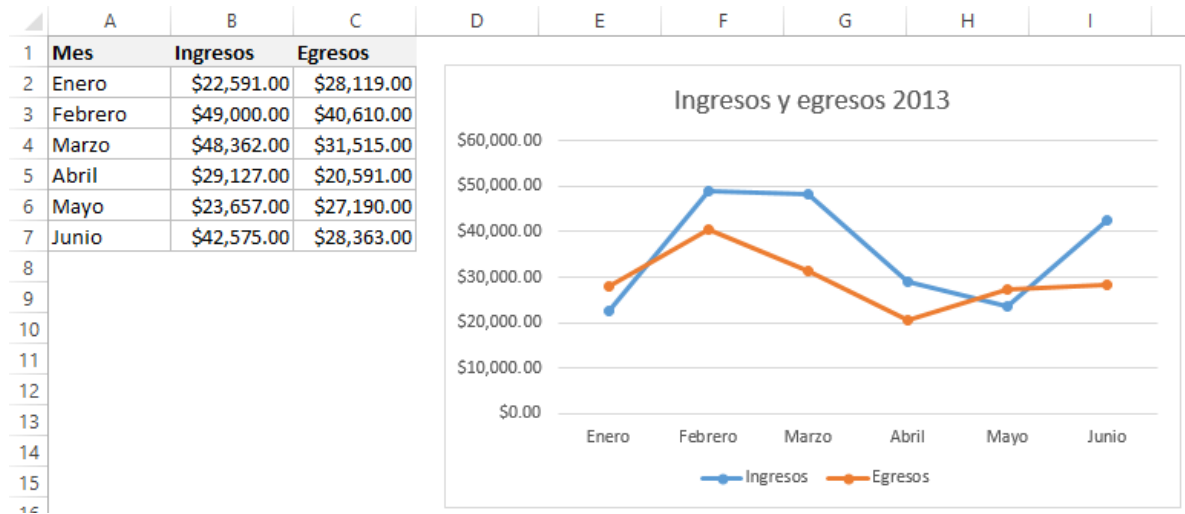 A B C D E F G H I
1 Mes Ingresos Egresos
2 Enero $22,591.00 $28,119.00
3 Febrero $49,000.00 $40,610.00
4 Marzo $48,362.00 $31,515.00
5 Abril $29,127.00 $20,591.00
6 Mayo $23,657.00 $27,190.00
7 Junio $42,575.00 $28,363.00
8
9
10
11
12
13
14
15
16
Ingresos y egresos 2013
$60,000.00
$50,000.00
$40,000.00
$30,000.00
$20,000.00
$10,000.00
$0.00
Enero Febrero Marzo Abril Mayo Junio
Ingresos Egresos